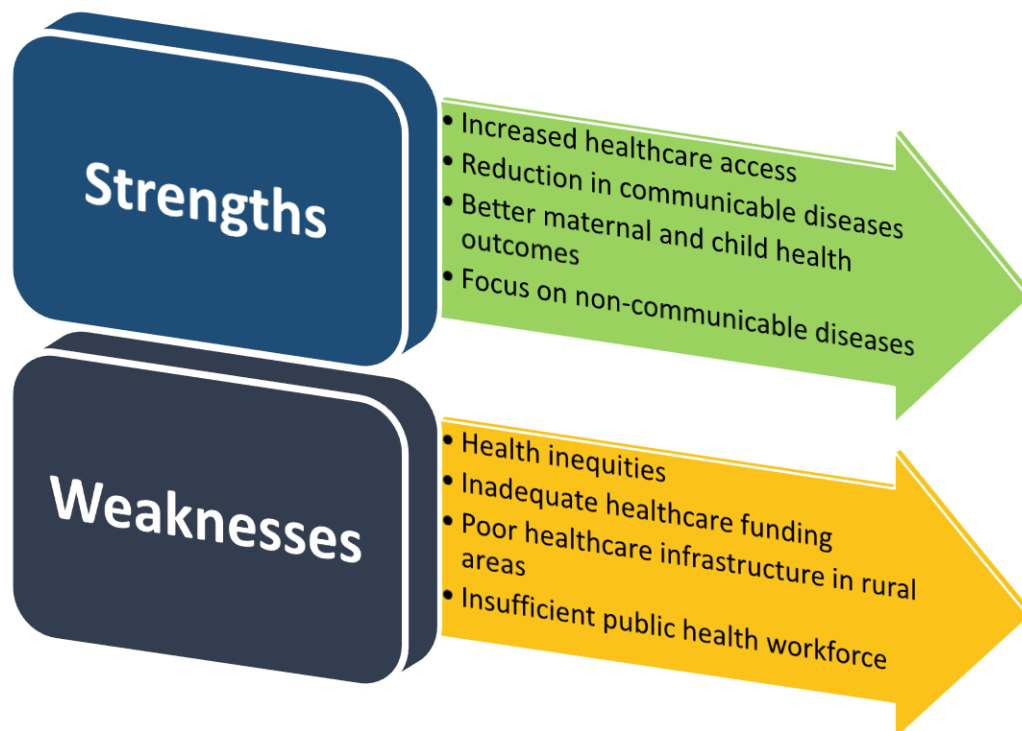 Strengths
• Increased healthcare access
• Reduction in communicable diseases
• Better maternal and child health
outcomes
• Focus on non-communicable diseases
Weaknesses
• Health inequities
• Inadequate healthcare funding
• Poor healthcare infrastructure in rural
areas
• Insufficient public health workforce